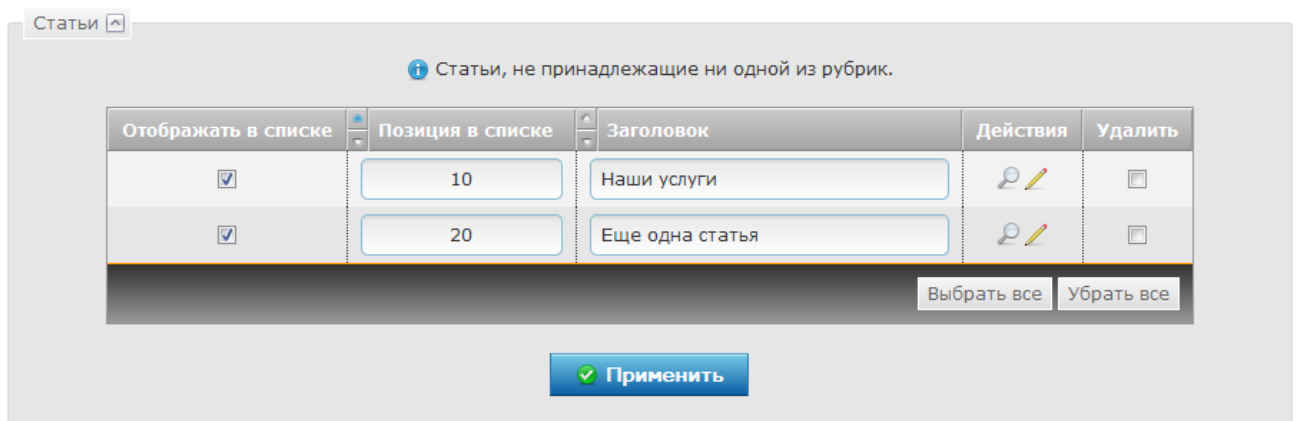 Статьи
Статьи, не принадлежащие ни одной из рубрик.
Отображать в списке Позиция в списке Заголовок Действия Удалить
10 Наши услуги
20 Еще одна статья
Выбрать все Убрать все
Применить